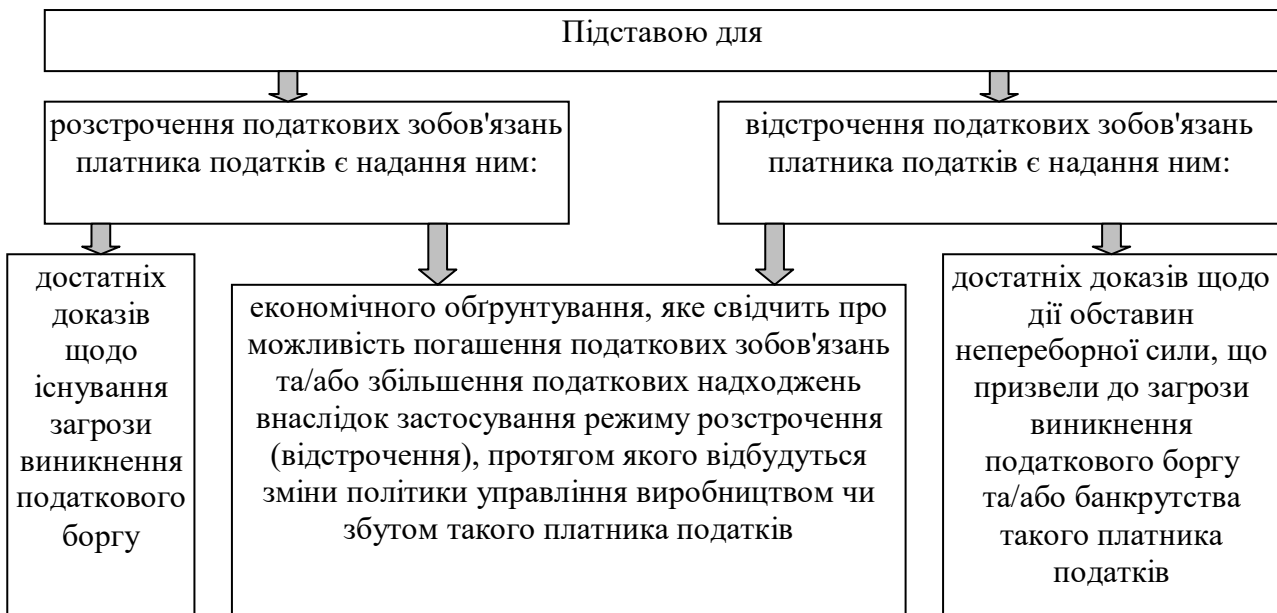 Підставою для
розстрочення податкових зобов'язань
платника податків є надання ним:
відстрочення податкових зобов'язань
платника податків є надання ним:
достатніх
доказів
щодо
існування
загрози
виникнення
податкового
боргу
економічного обґрунтування, яке свідчить про
можливість погашення податкових зобов'язань
та/або збільшення податкових надходжень
внаслідок застосування режиму розстрочення
(відстрочення), протягом якого відбудуться
зміни політики управління виробництвом чи
збутом такого платника податків
достатніх доказів щодо
дії обставин
непереборної сили, що
призвели до загрози
виникнення
податкового боргу
та/або банкрутства
такого платника
податків